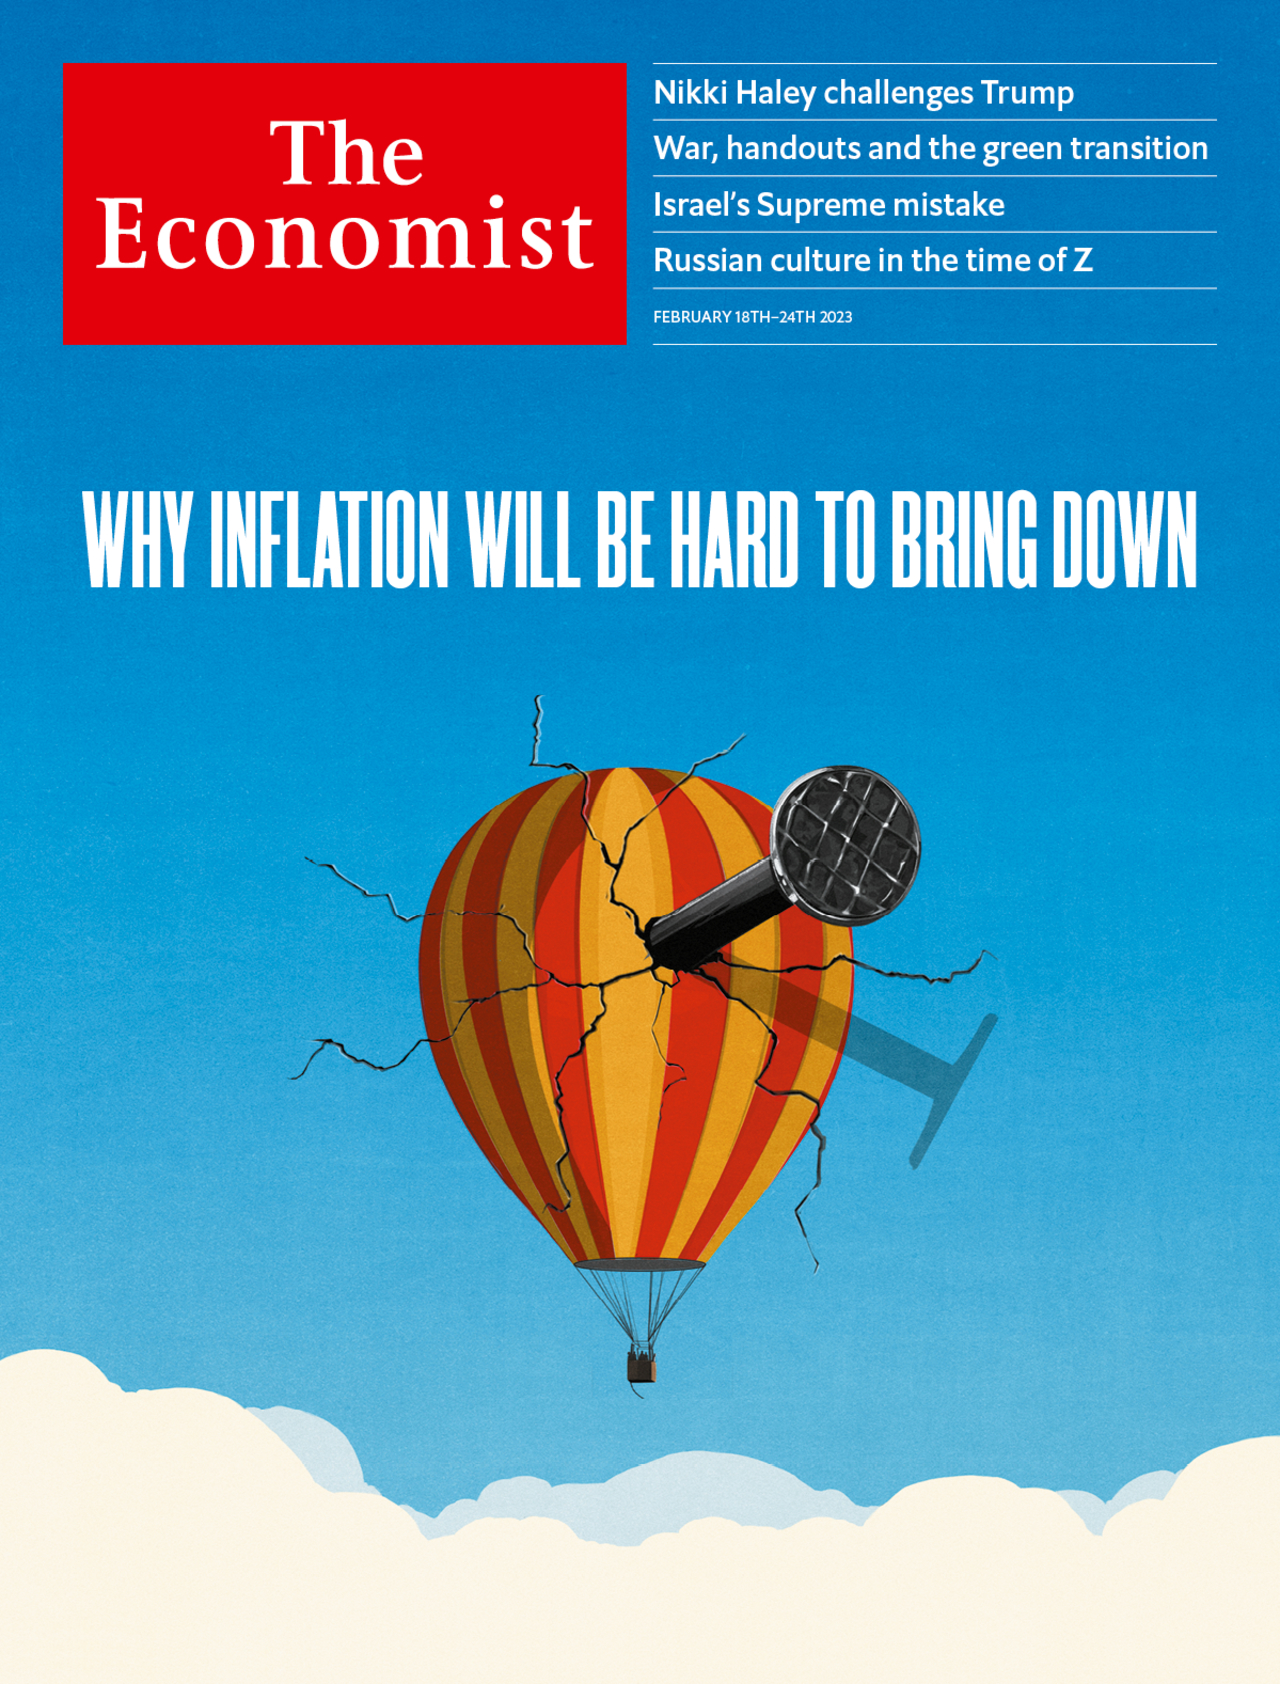 The
Economist
Nikki Haley challenges Trump
War, handouts and the green transition
Israel’s Supreme mistake
Russian culture in the time of Z
FEBRUARY 18TH–24TH 2023
WHY INFLATION WILL BE HARD TO BRING DOWN